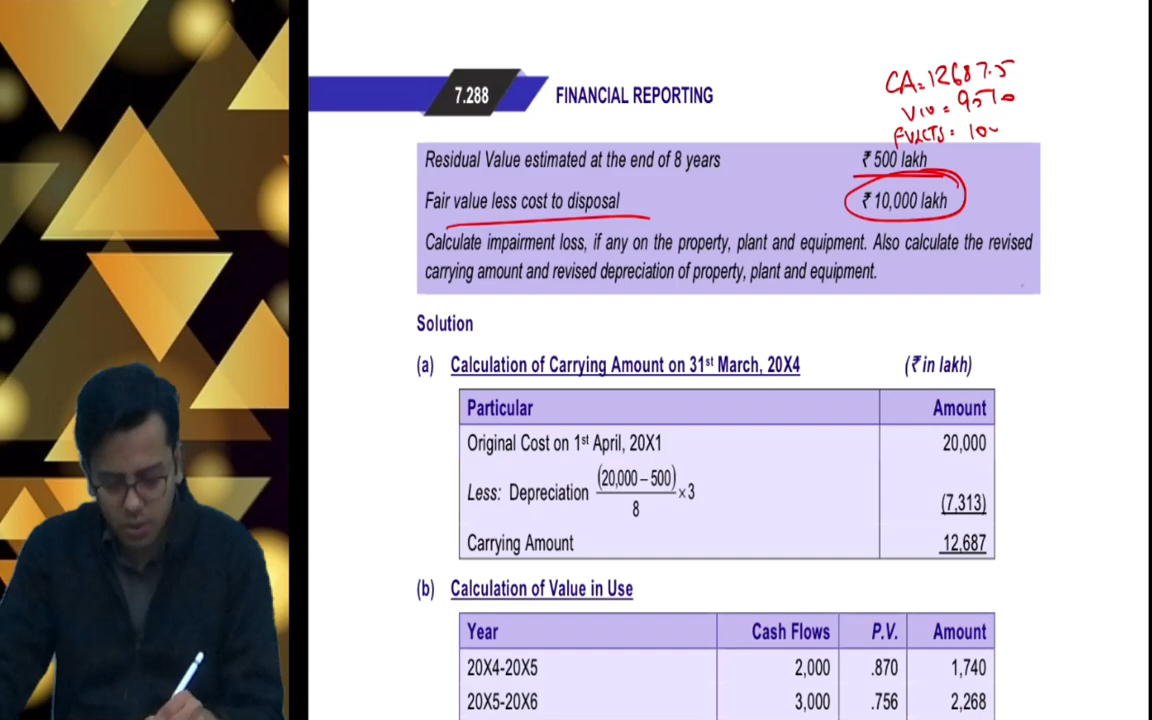 7.288 FINANCIAL REPORTING
CA = 12687.5
VIU = 9570
FVLCTS = 100
Residual Value estimated at the end of 8 years ₹ 500 lakh
Fair value less cost to disposal ₹ 10,000 lakh
Calculate impairment loss, if any on the property, plant and equipment. Also calculate the revised
carrying amount and revised depreciation of property, plant and equipment.
Solution
(a) Calculation of Carrying Amount on 31st March, 20X4 (₹ in lakh)
Particular Amount
Original Cost on 1st April, 20X1 20,000
Less: Depreciation (20,000 – 500)/8 × 3 (7,313)
Carrying Amount 12,687
(b) Calculation of Value in Use
Year Cash Flows P.V. Amount
20X4-20X5 2,000 .870 1,740
20X5-20X6 3,000 .756 2,268